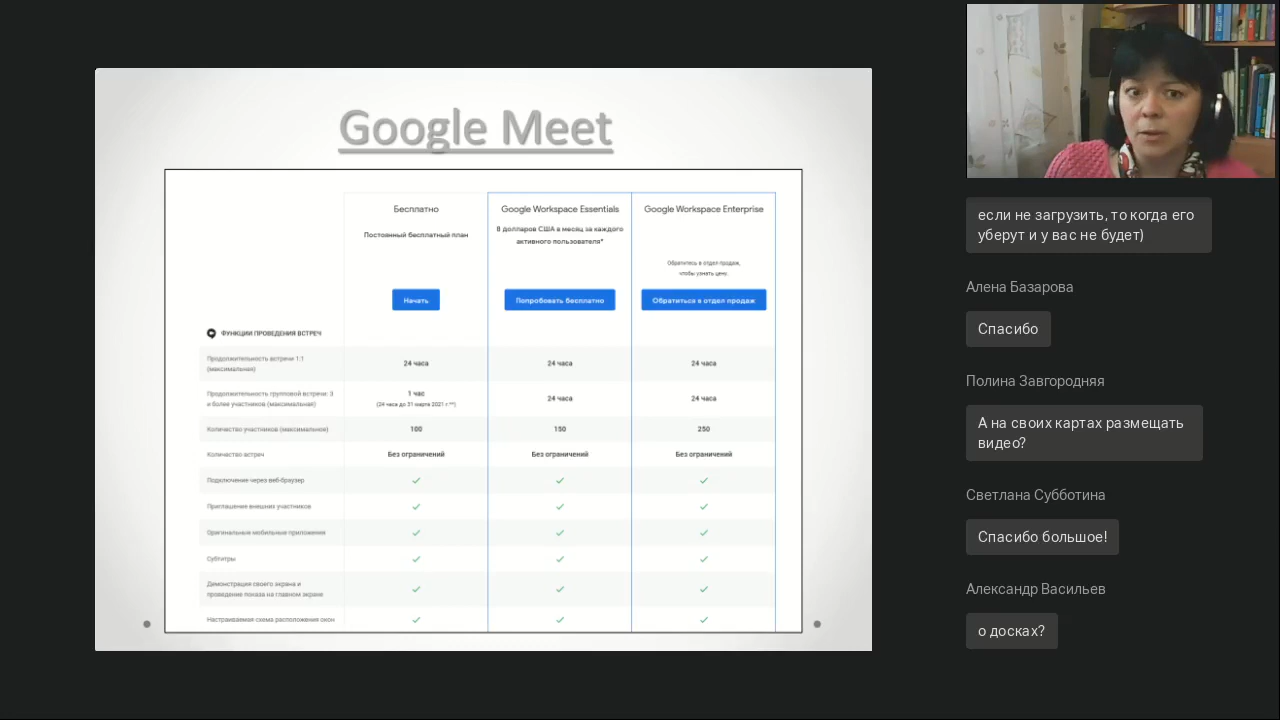 Google Meet
Бесплатно
Постоянный бесплатный план
Начать
Google Workspace Essentials
8 долларов США в месяц за каждого
активного пользователя*
Попробовать бесплатно
Google Workspace Enterprise
Обратитесь в отдел продаж,
чтобы узнать цену.
Обратиться в отдел продаж
ФУНКЦИИ ПРОВЕДЕНИЯ ВСТРЕЧ
Продолжительность встречи 1:1
(максимальная)
24 часа
24 часа
24 часа
Продолжительность групповой встречи: 3
и более участников (максимальная)
1 час
(24 часа до 31 марта 2021 г.**)
24 часа
24 часа
Количество участников (максимальное)
100
150
250
Количество встреч
Без ограничений
Без ограничений
Без ограничений
Подключение через веб-браузер
Приглашение внешних участников
Оригинальные мобильные приложения
Субтитры
Демонстрация своего экрана и
проведение показа на главном экране
Настраиваемая схема расположения окон
если не загрузить, то когда его
уберут и у вас не будет)
Алена Базарова
Спасибо
Полина Завгородняя
А на своих картах размещать
видео?
Светлана Субботина
Спасибо большое!
Александр Васильев
о досках?